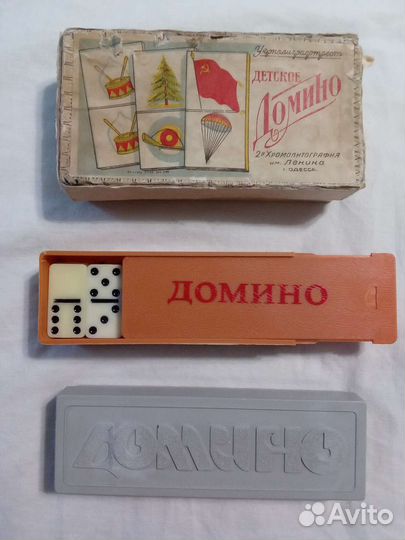 Укрполиграфтрест
ДЕТСКОЕ
ДОМИНО
2я ХРОМОЛИТОГРАФИЯ
им. ЛЕНИНА
г. ОДЕССА.
ДОМИНО
ДОМИНО
Avito